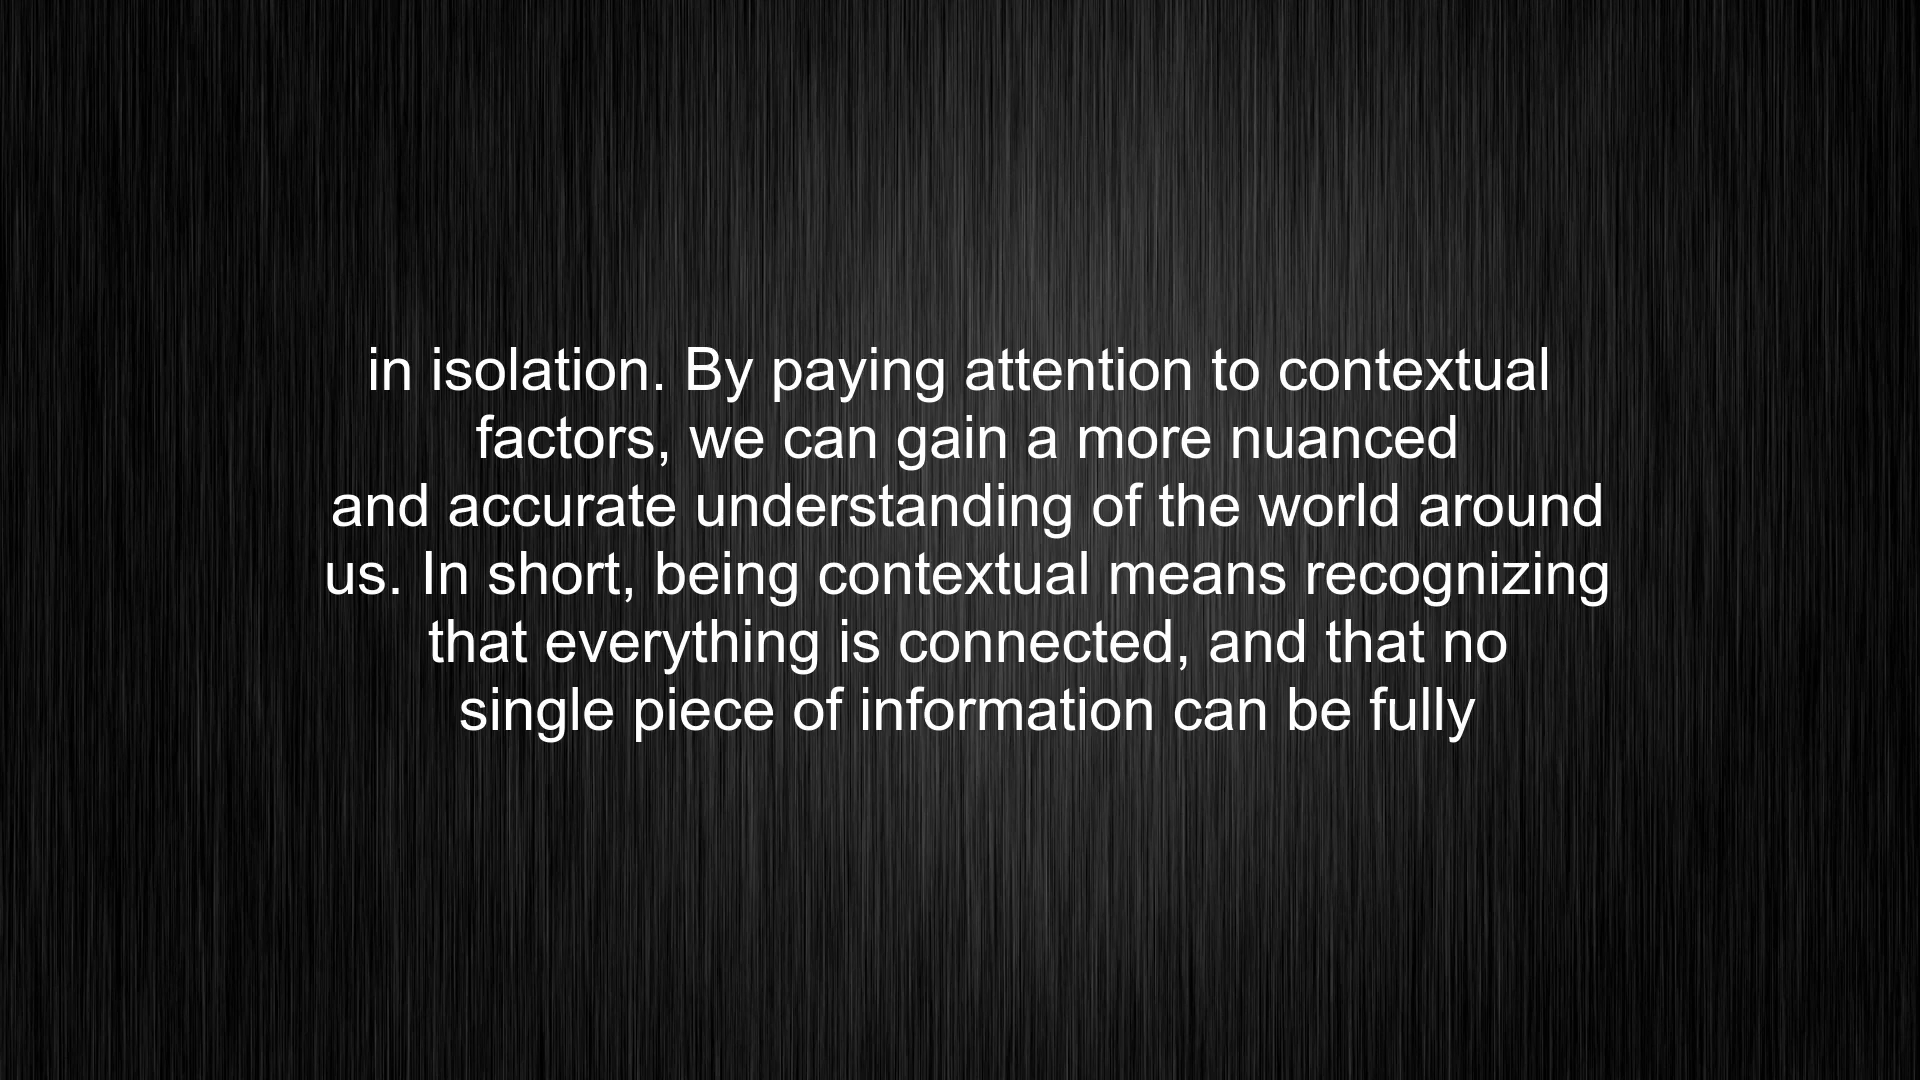 in isolation. By paying attention to contextual
factors, we can gain a more nuanced
and accurate understanding of the world around
us. In short, being contextual means recognizing
that everything is connected, and that no
single piece of information can be fully